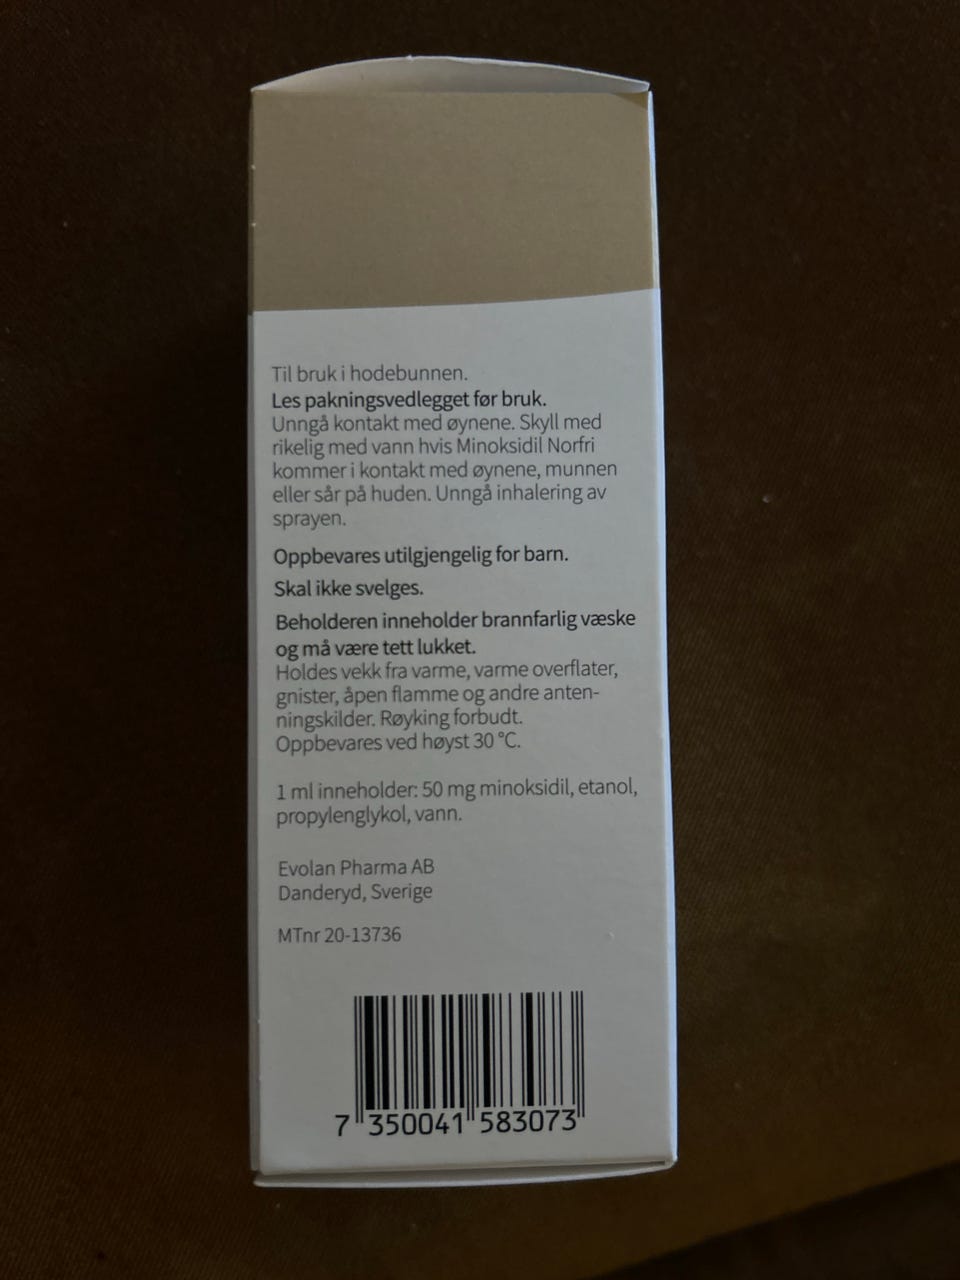 Til bruk i hodebunnen.
Les pakningsvedlegget før bruk.
Unngå kontakt med øynene. Skyll med
rikelig med vann hvis Minoksidil Norfri
kommer i kontakt med øynene, munnen
eller sår på huden. Unngå inhalering av
sprayen.
Oppbevares utilgjengelig for barn.
Skal ikke svelges.
Beholderen inneholder brannfarlig væske
og må være tett lukket.
Holdes vekk fra varme, varme overflater,
gnister, åpen flamme og andre anten-
ningskilder. Røyking forbudt.
Oppbevares ved høyst 30 °C.
1 ml inneholder: 50 mg minoksidil, etanol,
propylenglykol, vann.
Evolan Pharma AB
Danderyd, Sverige
MTnr 20-13736
7 350041 583073